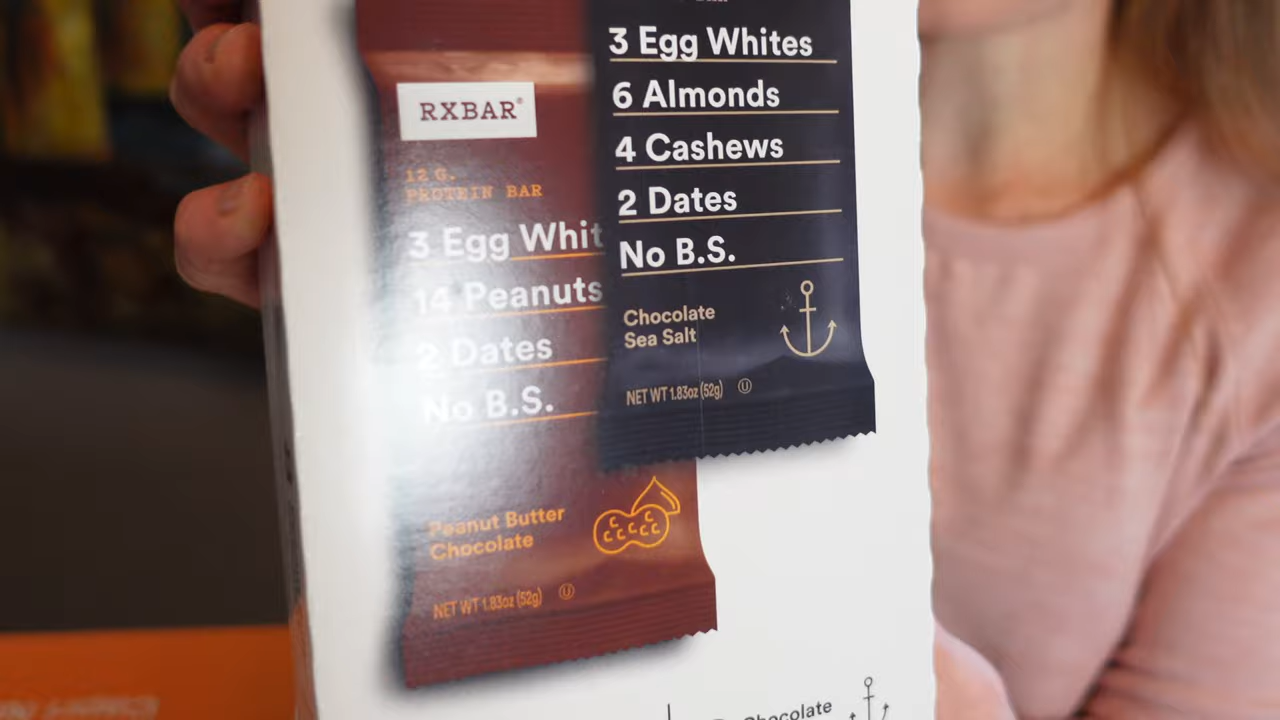 RXBAR®
12 G.
PROTEIN BAR
3 Egg Whit
14 Peanuts
2 Dates
No B.S.
Peanut Butter
Chocolate
NET WT 1.83oz (52g) U
3 Egg Whites
6 Almonds
4 Cashews
2 Dates
No B.S.
Chocolate
Sea Salt
NET WT 1.83oz (52g) U
Chocolate